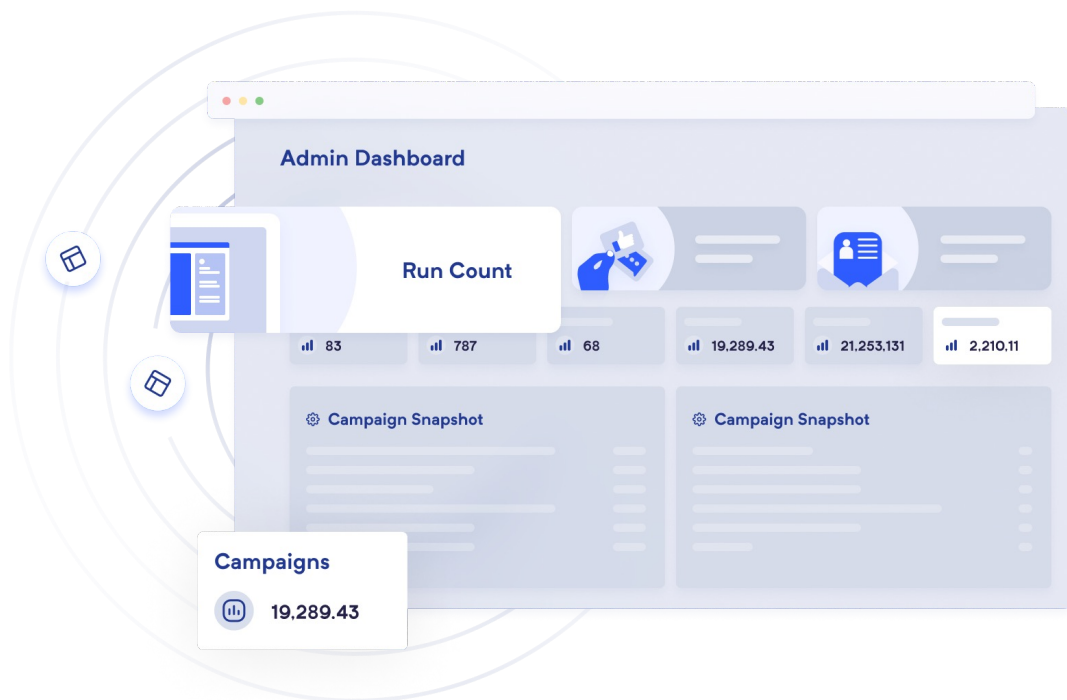 Admin Dashboard
Run Count
83
787
68
19,289.43
21,253,131
2,210,11
Campaign Snapshot
Campaign Snapshot
Campaigns
19,289.43